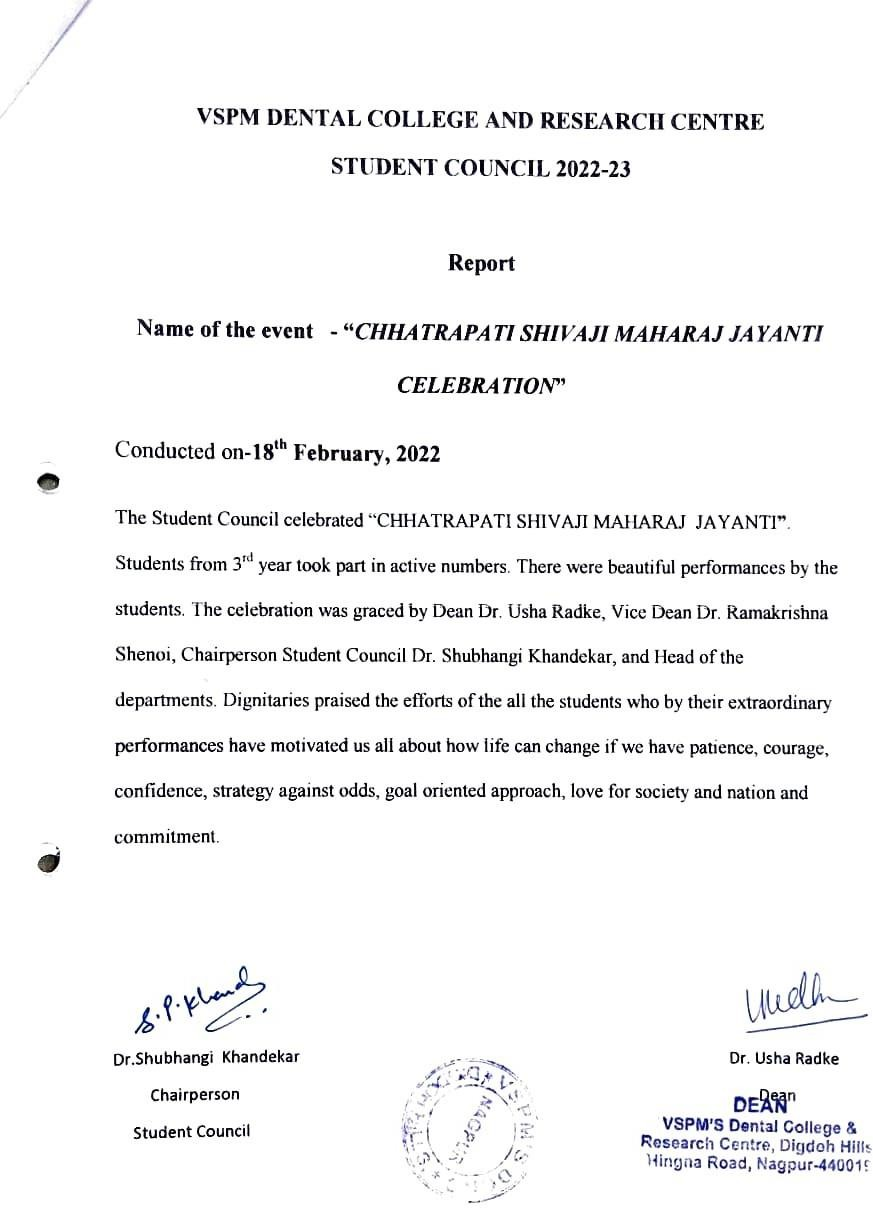 VSPM DENTAL COLLEGE AND RESEARCH CENTRE
STUDENT COUNCIL 2022-23
Report
Name of the event - “CHHATRAPATI SHIVAJI MAHARAJ JAYANTI
CELEBRATION”
Conducted on-18th February, 2022
The Student Council celebrated “CHHATRAPATI SHIVAJI MAHARAJ JAYANTI”.
Students from 3rd year took part in active numbers. There were beautiful performances by the
students. The celebration was graced by Dean Dr. Usha Radke, Vice Dean Dr. Ramakrishna
Shenoi, Chairperson Student Council Dr. Shubhangi Khandekar, and Head of the
departments. Dignitaries praised the efforts of the all the students who by their extraordinary
performances have motivated us all about how life can change if we have patience, courage,
confidence, strategy against odds, goal oriented approach, love for society and nation and
commitment.
S.P.Khand
Dr.Shubhangi Khandekar
Chairperson
Student Council
VSPM'S
NAGPUR
Dr. Usha Radke
Dean
DEAN
VSPM'S Dental College &
Research Centre, Digdoh Hills
Hingna Road, Nagpur-440019